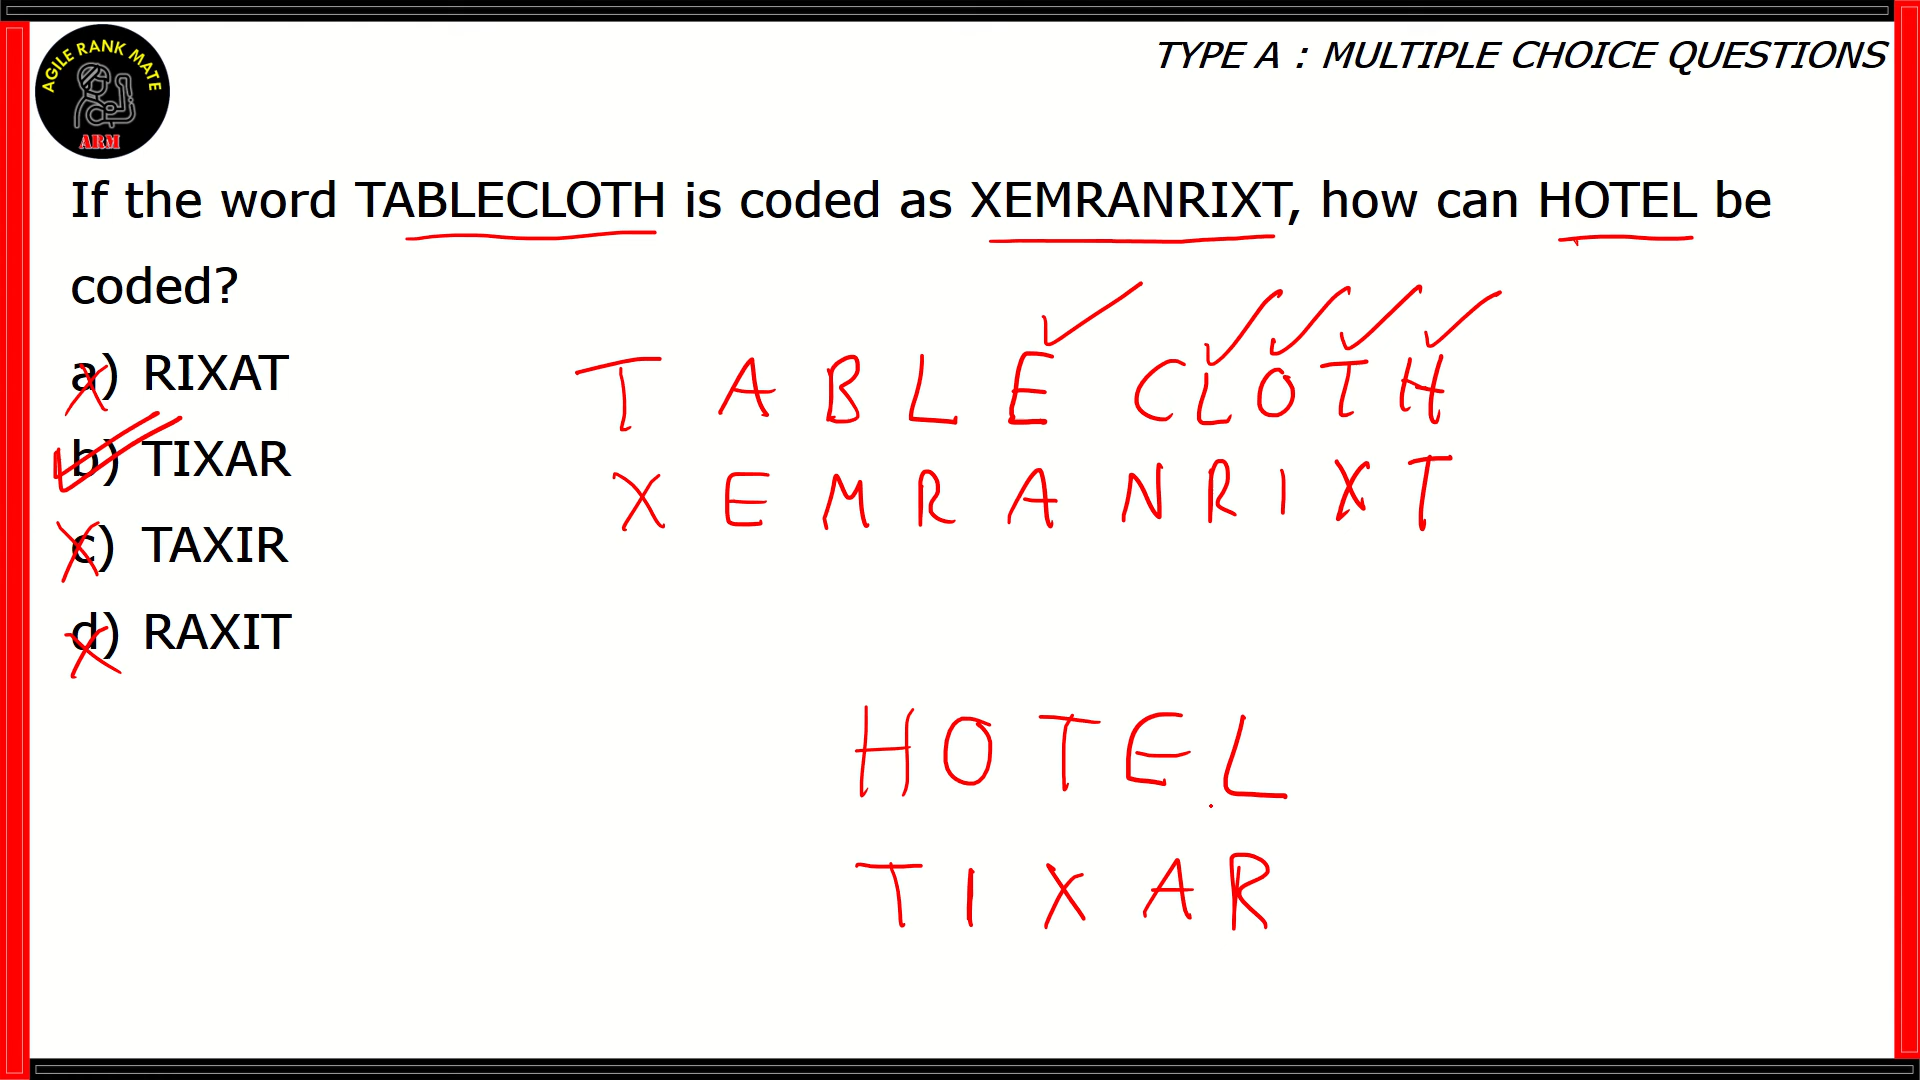 AGILE RANK MATE
ARM
TYPE A : MULTIPLE CHOICE QUESTIONS
If the word TABLECLOTH is coded as XEMRANRIXT, how can HOTEL be
coded?
a) RIXAT
b) TIXAR
c) TAXIR
d) RAXIT
T A B L E C L O T H
X E M R A N R I X T
H O T E L
T I X A R